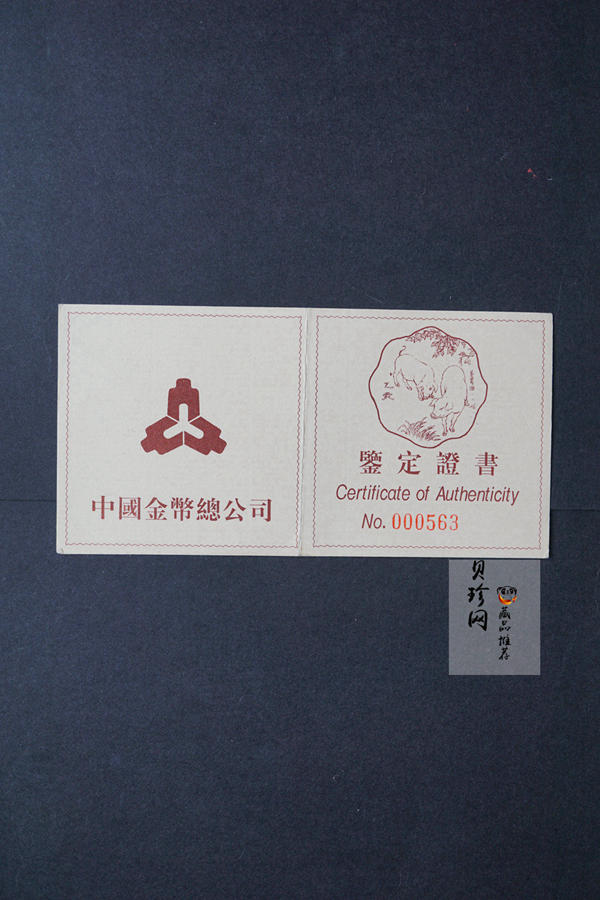 中國金幣總公司
鑒定證書
Certificate of Authenticity
No. 000563
贝珍网
藏品推荐